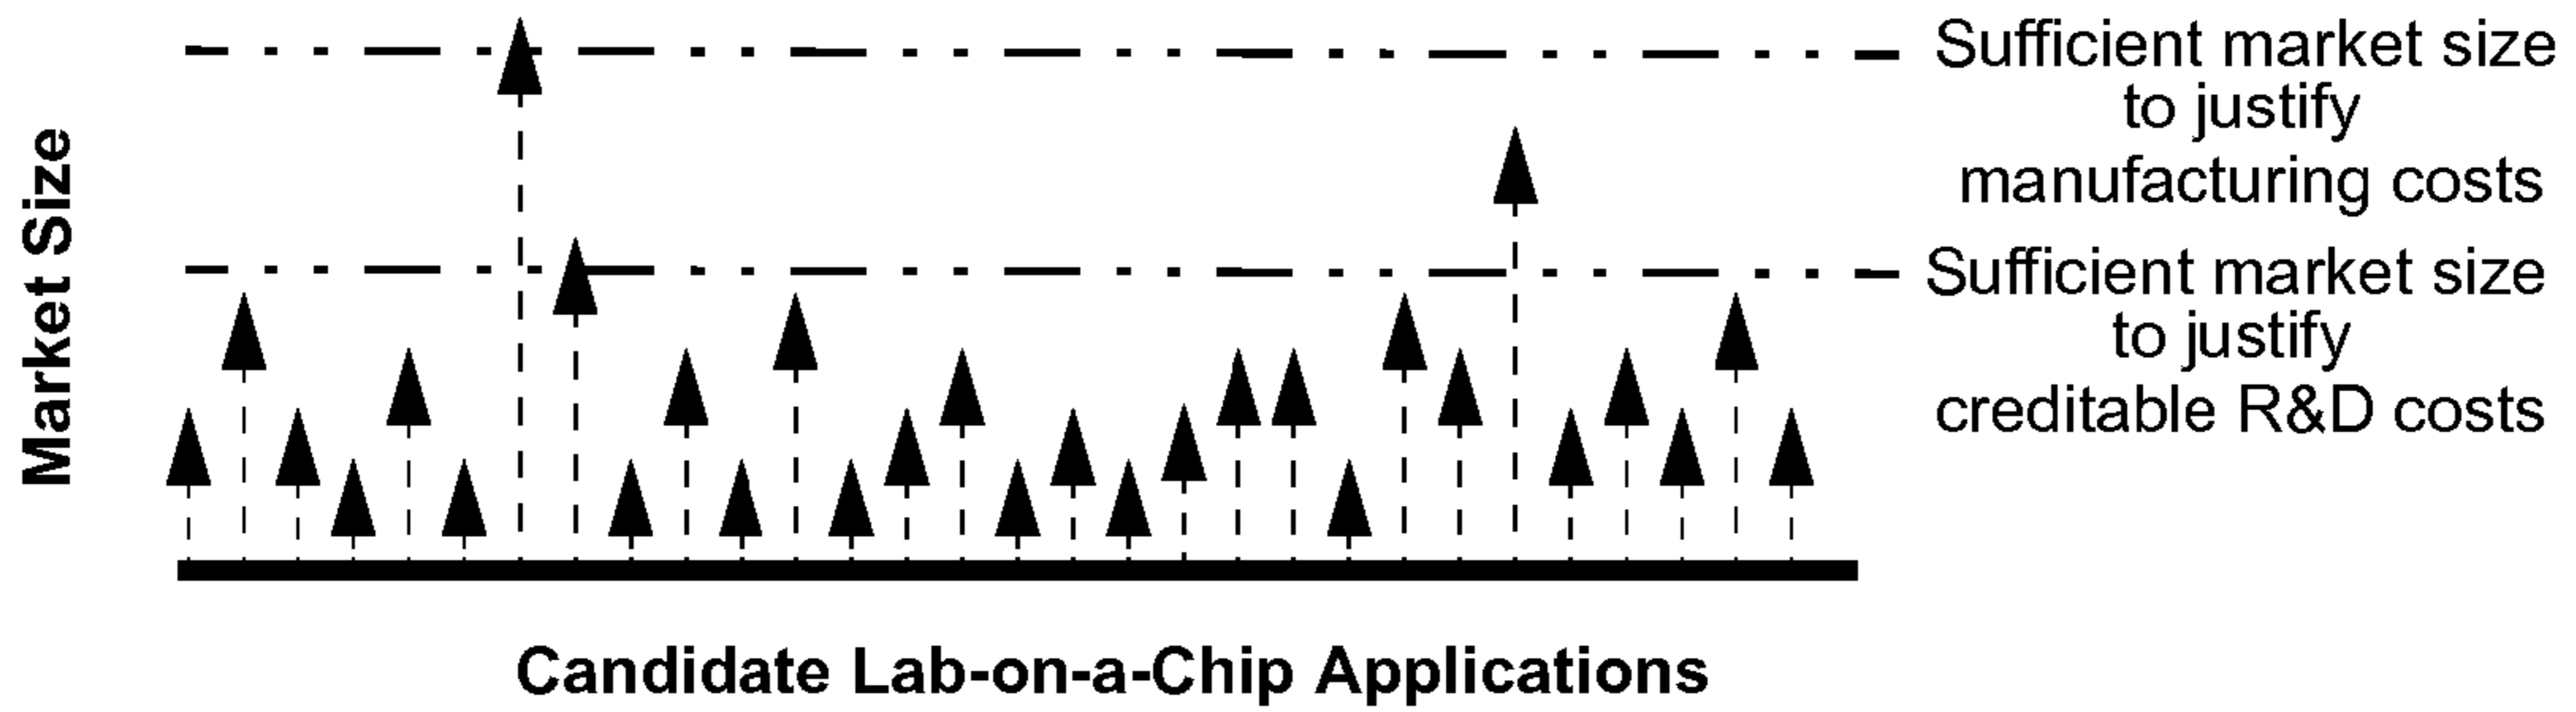 Market Size
Sufficient market size
to justify
manufacturing costs
Sufficient market size
to justify
creditable R&D costs
Candidate Lab-on-a-Chip Applications